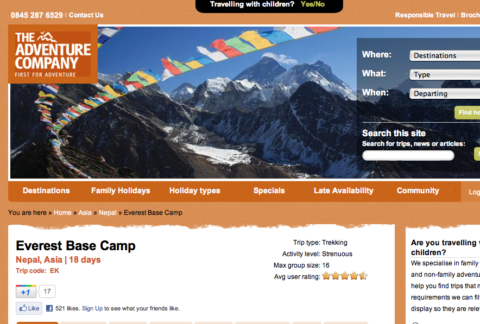 Travelling with children? Yes/No
0845 287 6529 | Contact Us
Responsible Travel | Broch
THE
ADVENTURE
COMPANY
FIRST FOR ADVENTURE
Where: Destinations
What: Type
When: Departing
Find ho
Search this site
Search for trips, news or articles:
Destinations Family Holidays Holiday types Specials Late Availability Community Log
You are here » Home » Asia » Nepal » Everest Base Camp
Everest Base Camp
Nepal, Asia | 18 days
Trip code: EK
Trip type: Trekking
Activity level: Strenuous
Max group size: 16
Avg user rating:
+1 17
Like 521 likes. Sign Up to see what your friends like.
Are you travelling w
children?
We specialise in family
and non-family adventu
help you find trips that m
requirements we can filt
display so they are relev